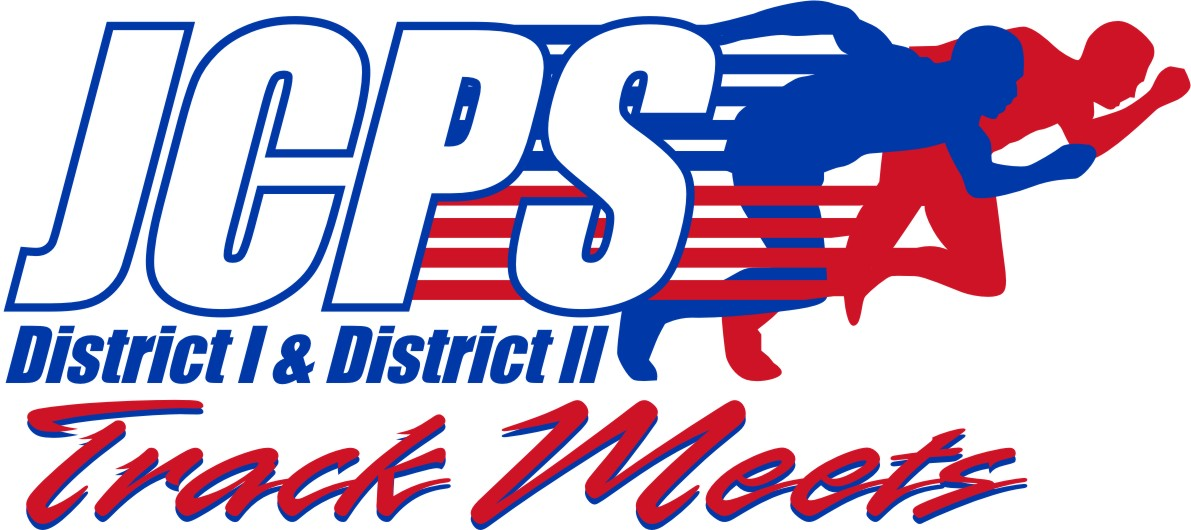 JCPS
District I & District II
Track Meets